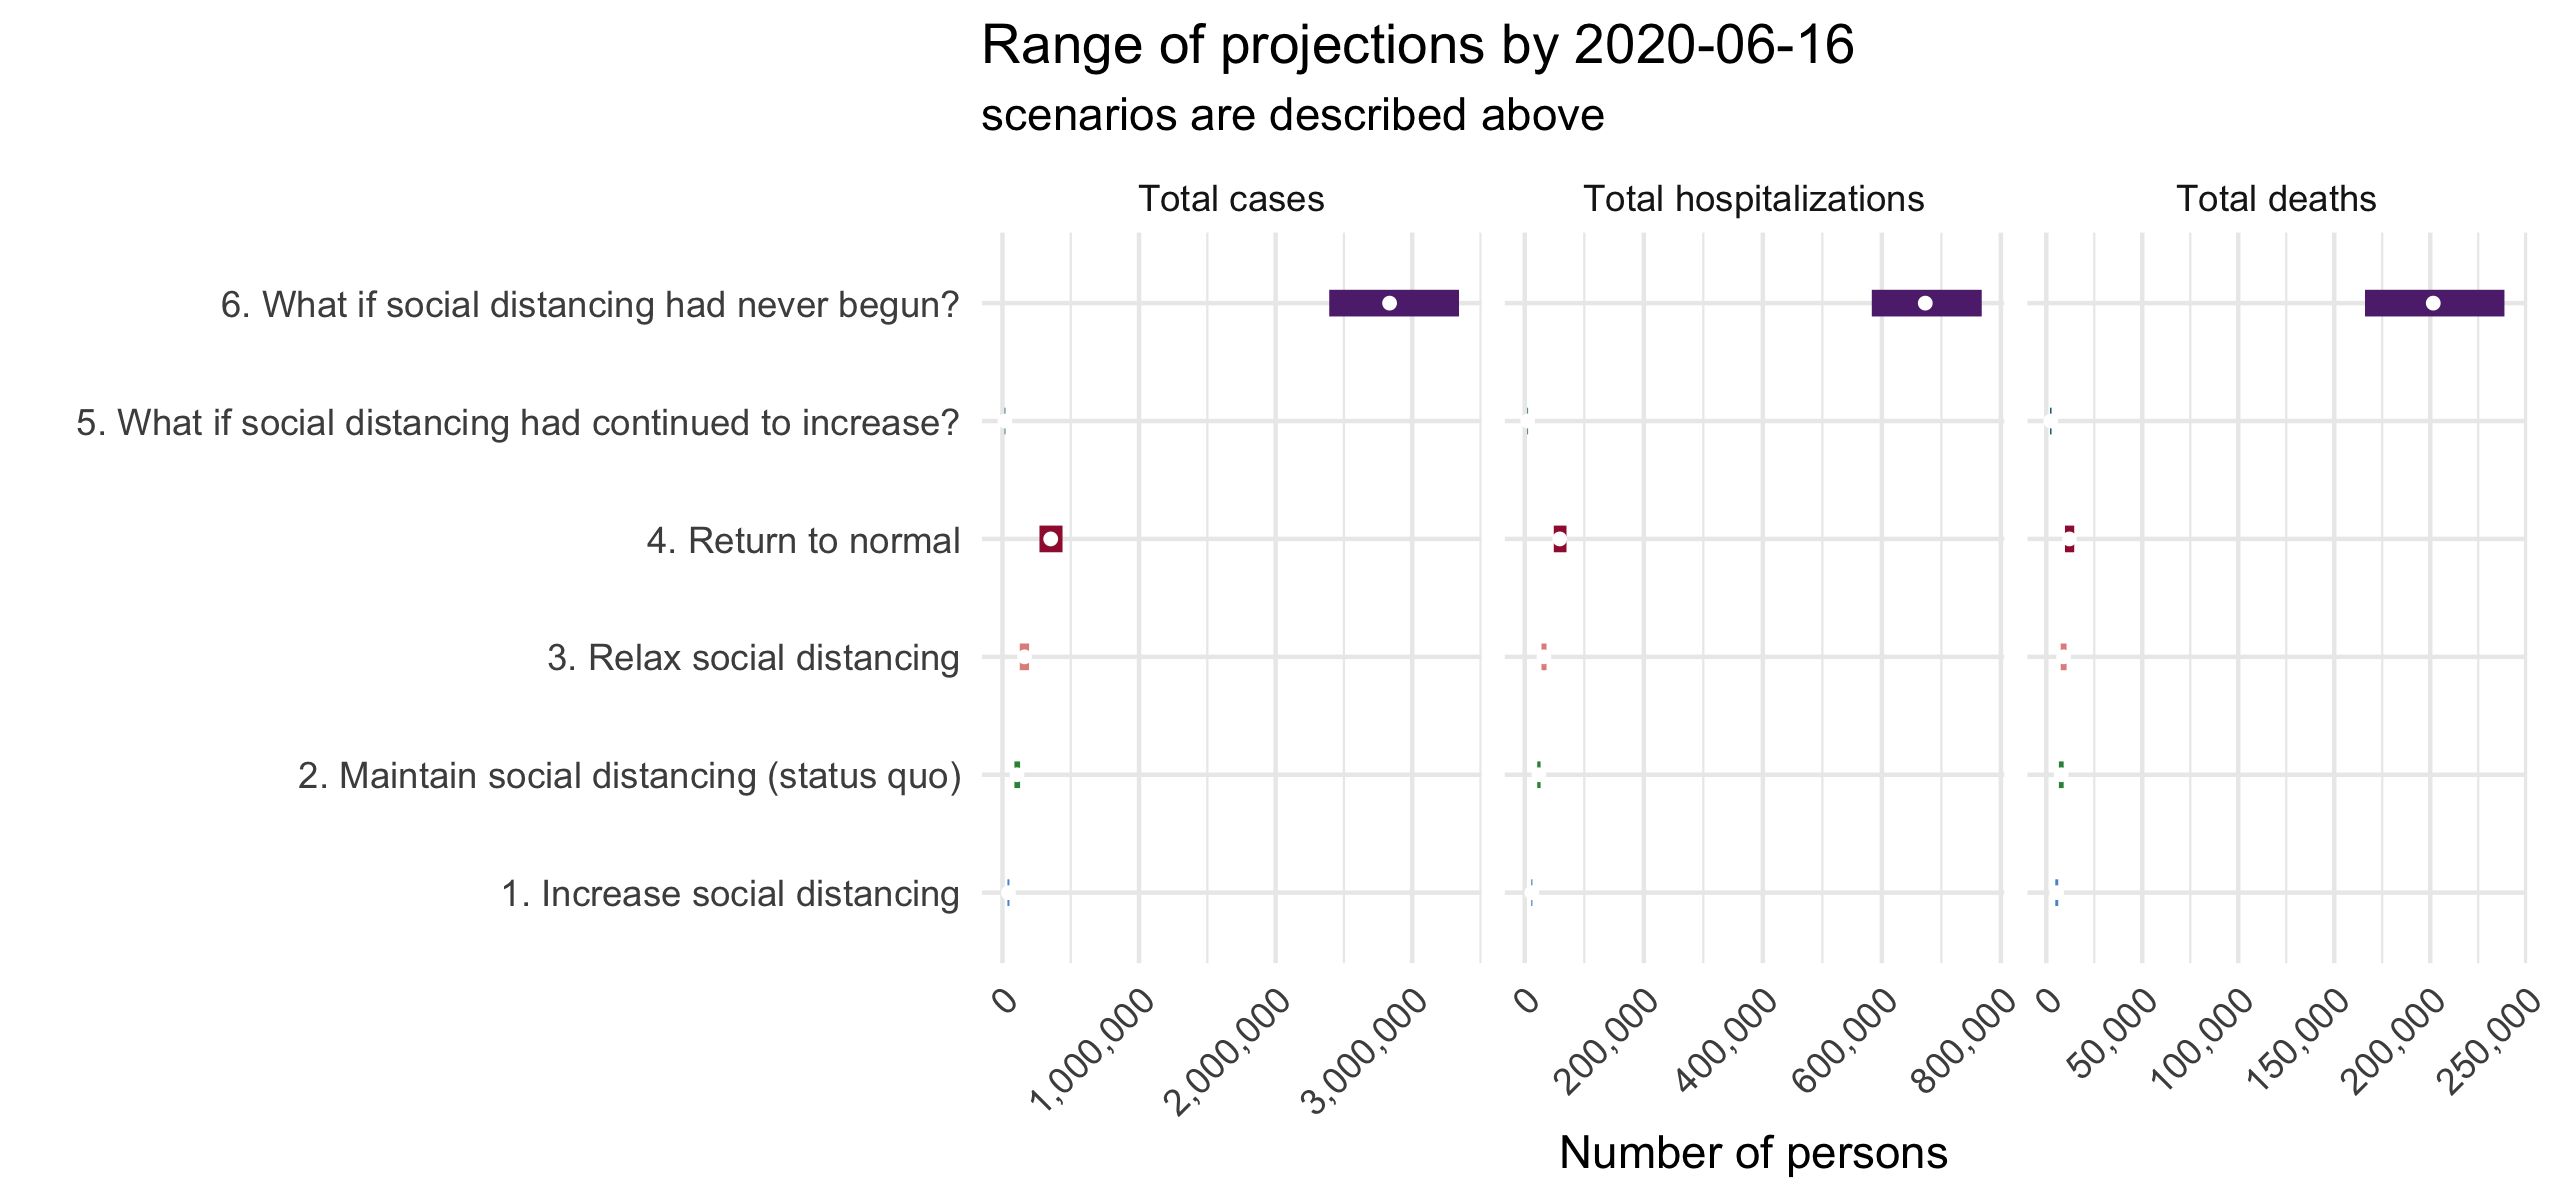 Range of projections by 2020-06-16
scenarios are described above
Total cases
Total hospitalizations
Total deaths
6. What if social distancing had never begun?
5. What if social distancing had continued to increase?
4. Return to normal
3. Relax social distancing
2. Maintain social distancing (status quo)
1. Increase social distancing
0
1,000,000
2,000,000
3,000,000
0
200,000
400,000
600,000
800,000
0
50,000
100,000
150,000
200,000
250,000
Number of persons